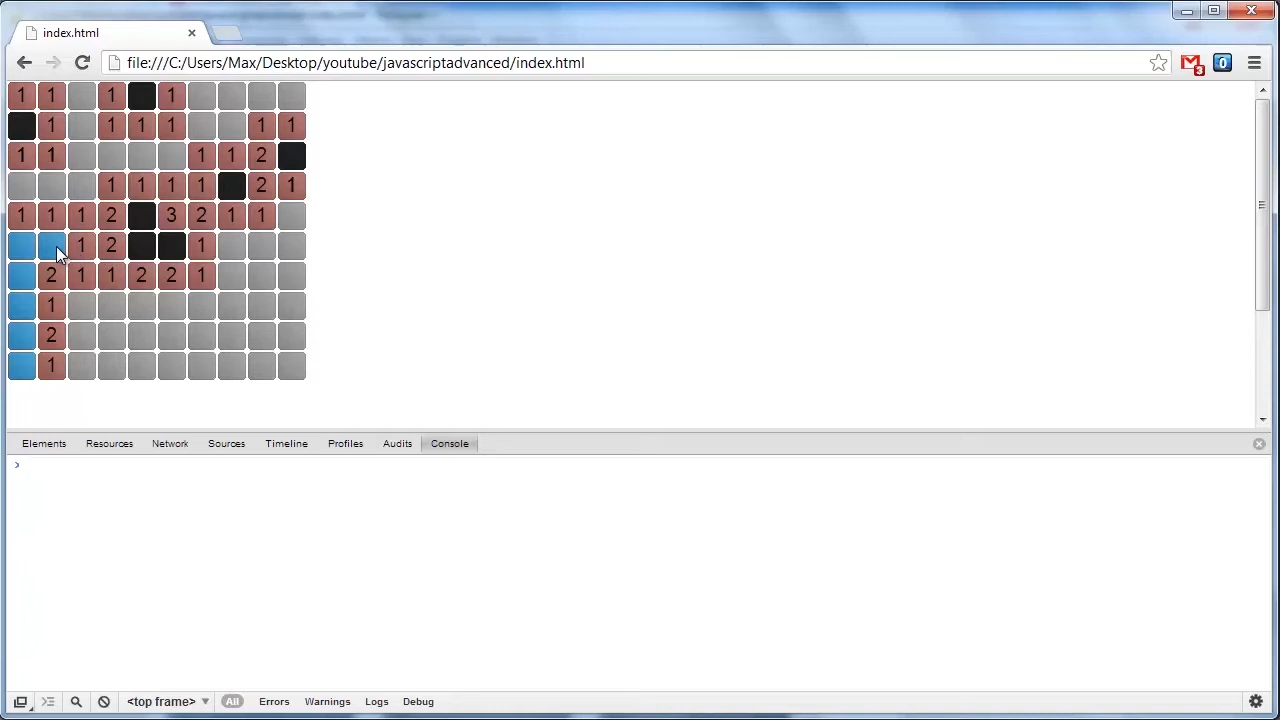 index.html
file:///C:/Users/Max/Desktop/youtube/javascriptadvanced/index.html
3
0
1 1 1 1
1 1 1 1 1 1
1 1 1 1 2
1 1 1 1 2 1
1 1 1 2 3 2 1 1
1 2 1
2 1 1 2 2 1
1
2
1
Elements Resources Network Sources Timeline Profiles Audits Console
>
<top frame> All Errors Warnings Logs Debug